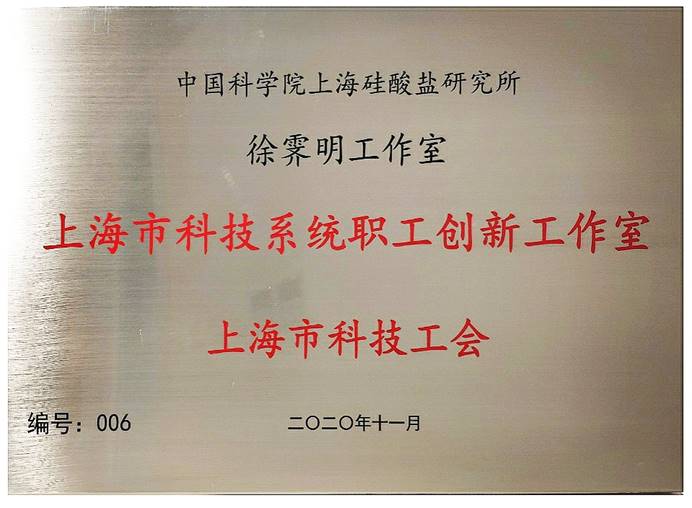 中国科学院上海硅酸盐研究所
徐霁明工作室
上海市科技系统职工创新工作室
上海市科技工会
编号：006
二〇二〇年十一月